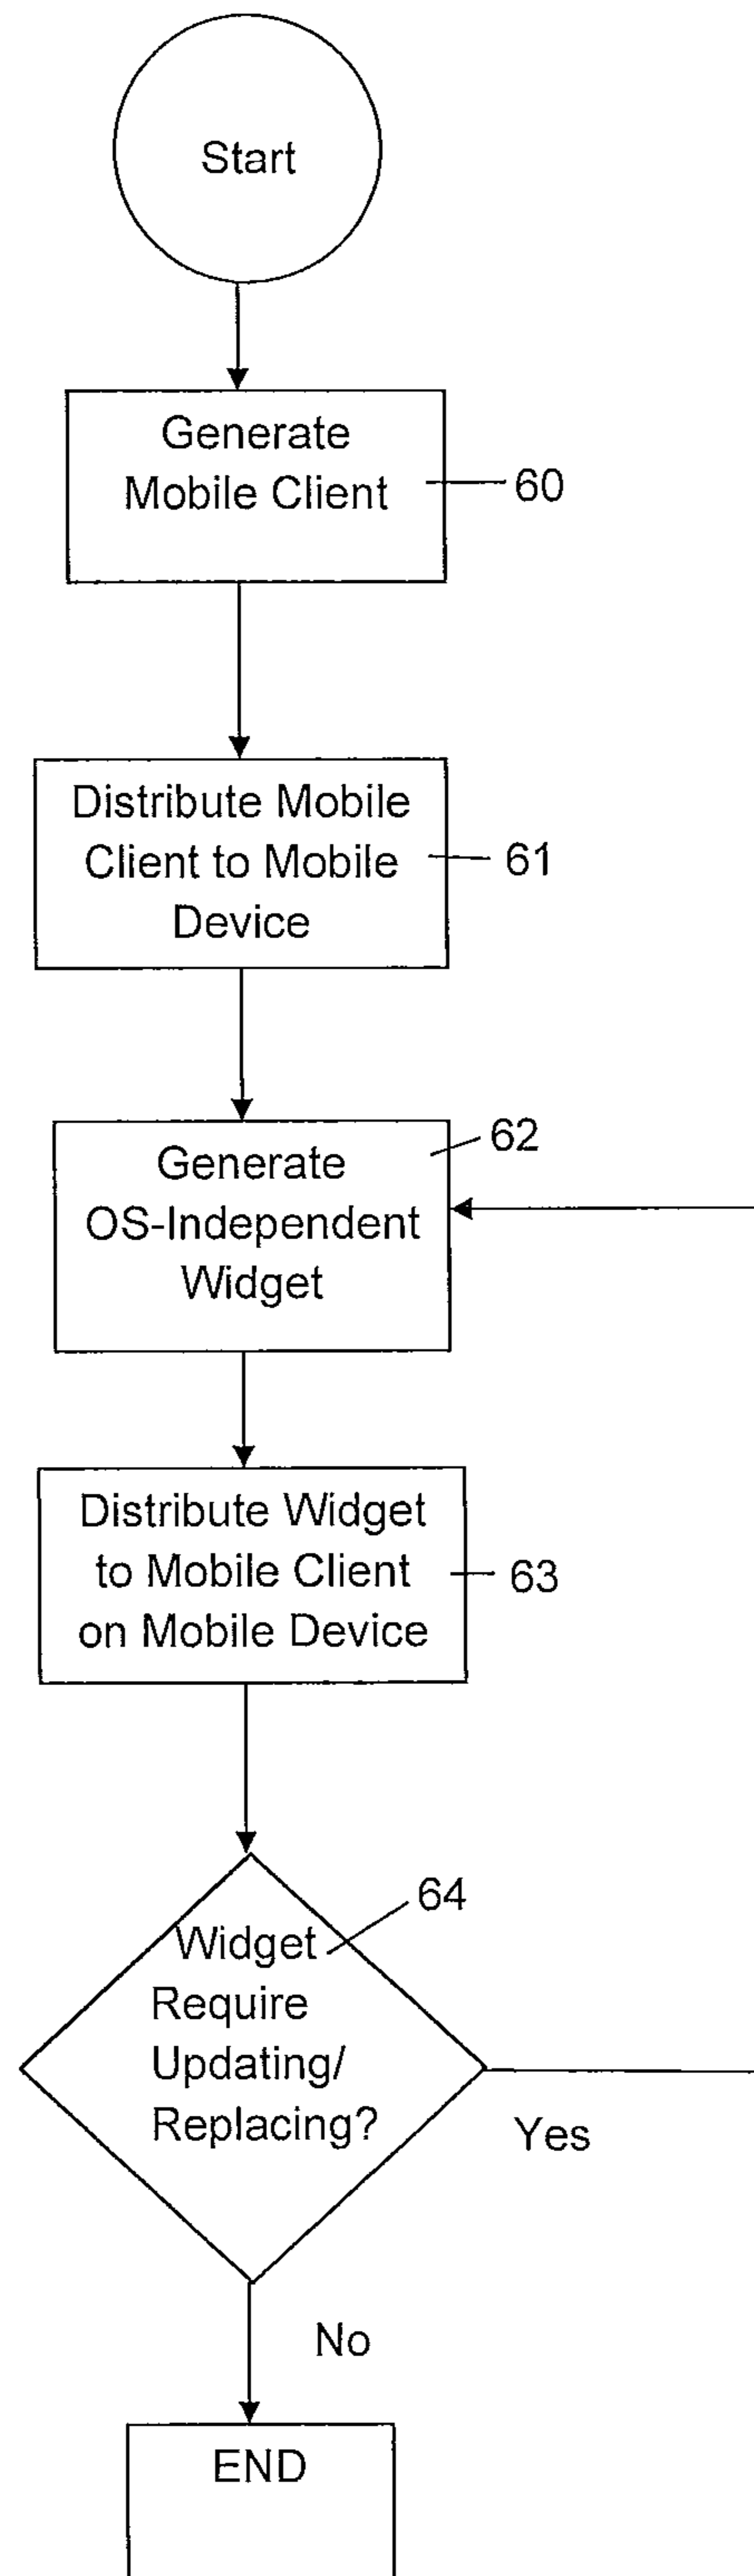 Start
Generate
Mobile Client
60
Distribute Mobile
Client to Mobile
Device
61
62
Generate
OS-Independent
Widget
Distribute Widget
to Mobile Client
on Mobile Device
63
64
Widget
Require
Updating/
Replacing?
Yes
No
END